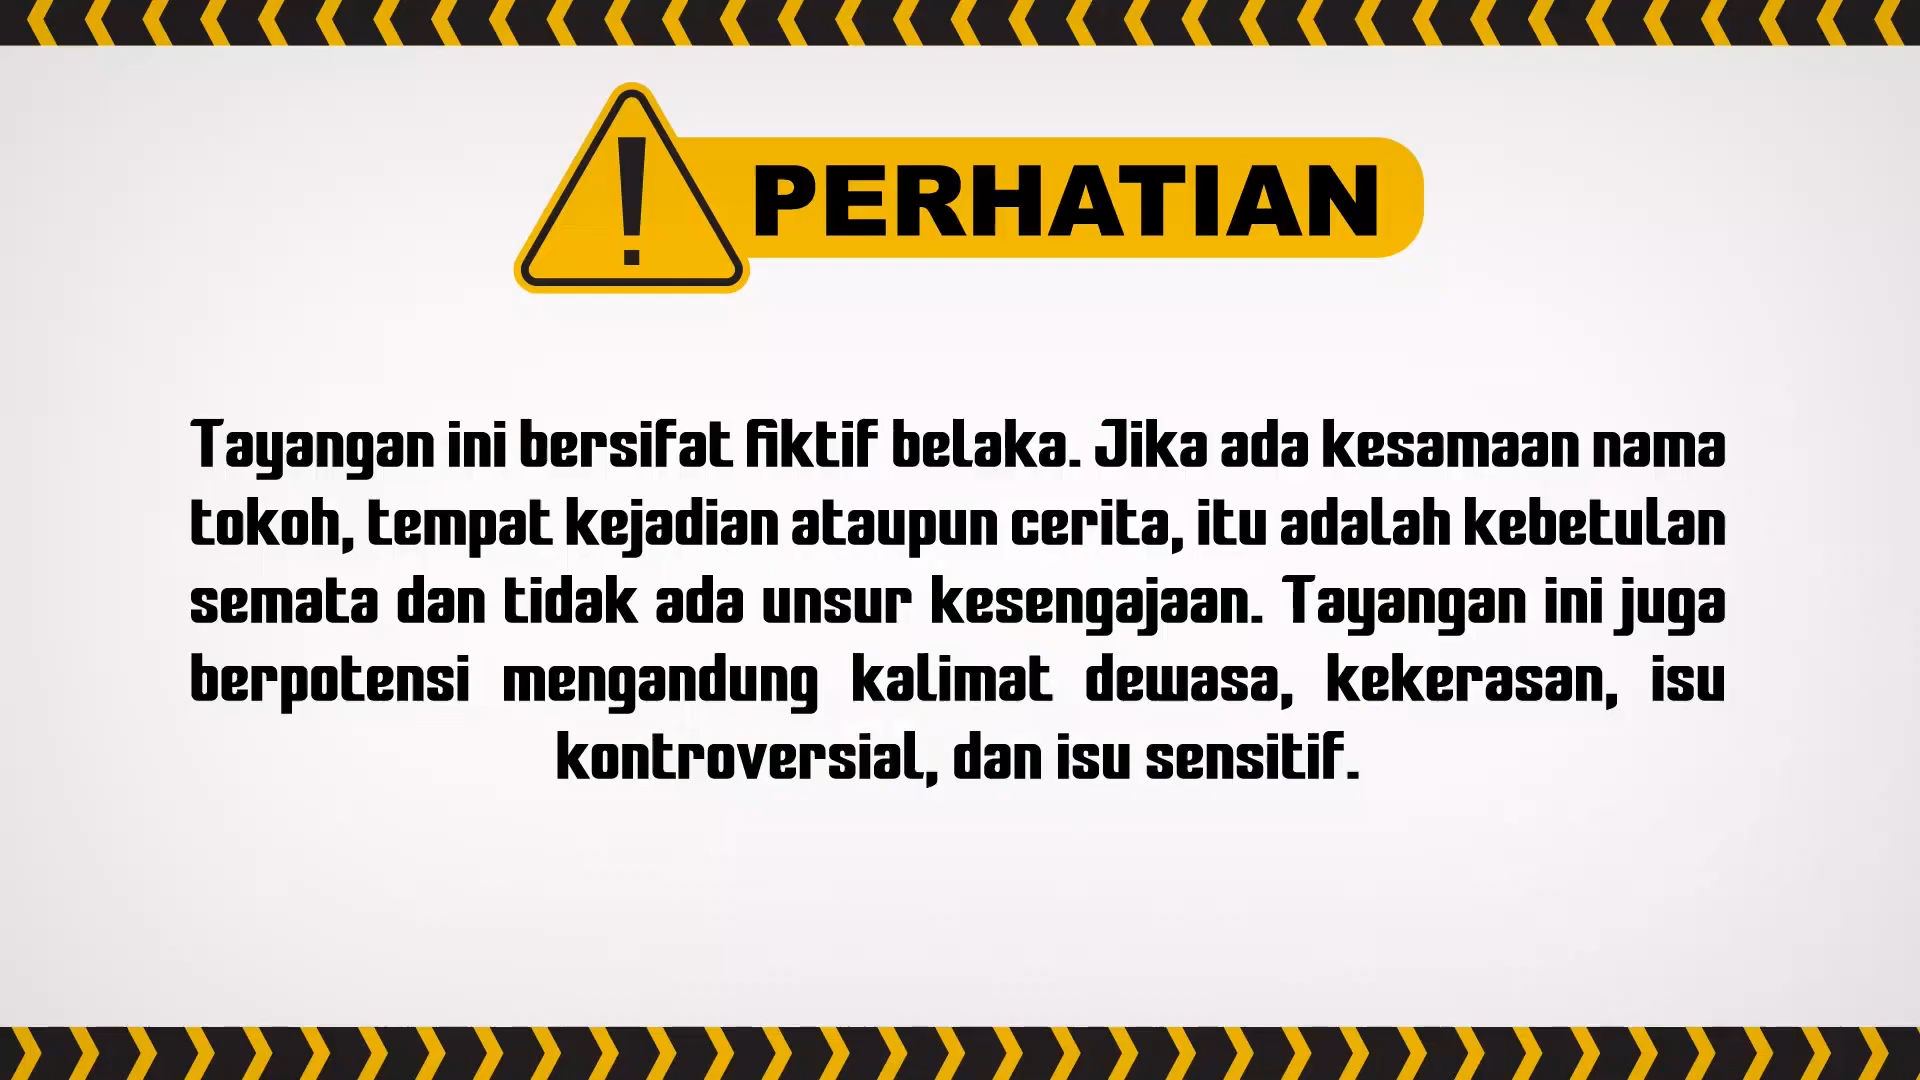 PERHATIAN
Tayangan ini bersifat fiktif belaka. Jika ada kesamaan nama
tokoh, tempat kejadian ataupun cerita, itu adalah kebetulan
semata dan tidak ada unsur kesengajaan. Tayangan ini juga
berpotensi mengandung kalimat dewasa, kekerasan, isu
kontroversial, dan isu sensitif.